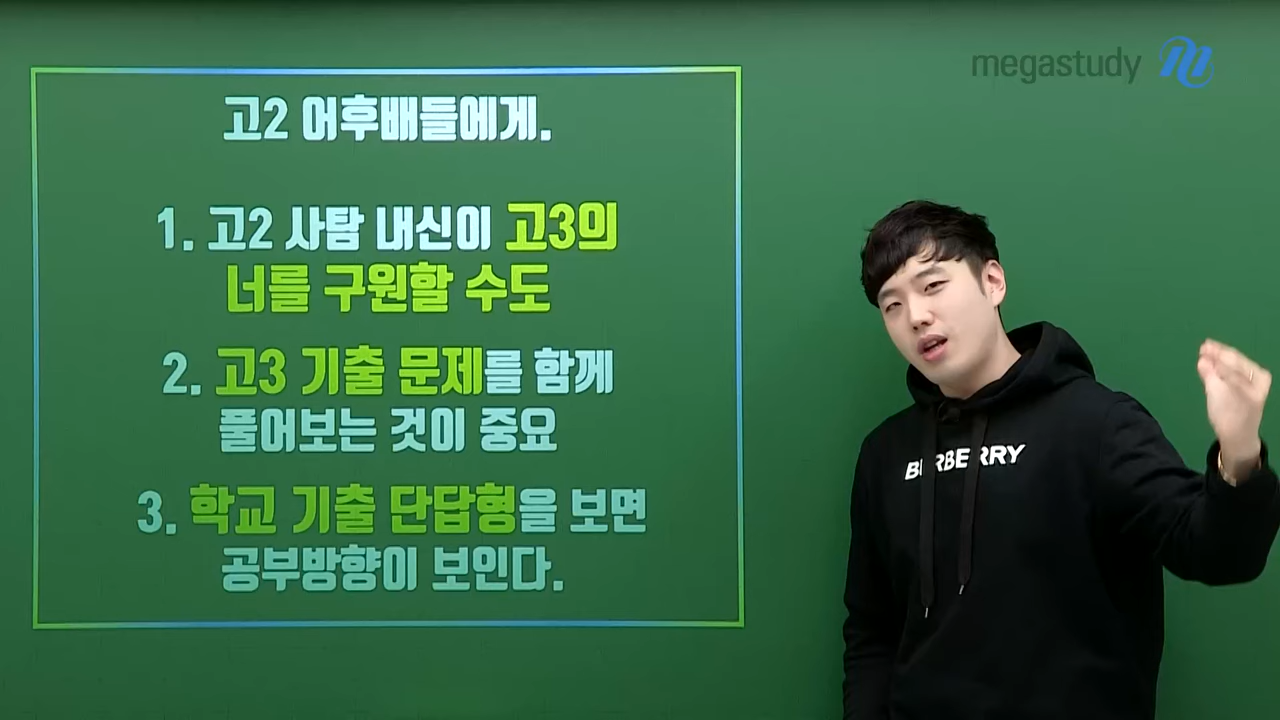 megastudy
고2 어후배들에게.
1. 고2 사탐 내신이 고3의
너를 구원할 수도
2. 고3 기출 문제를 함께
풀어보는 것이 중요
3. 학교 기출 단답형을 보면
공부방향이 보인다.
BURBERRY